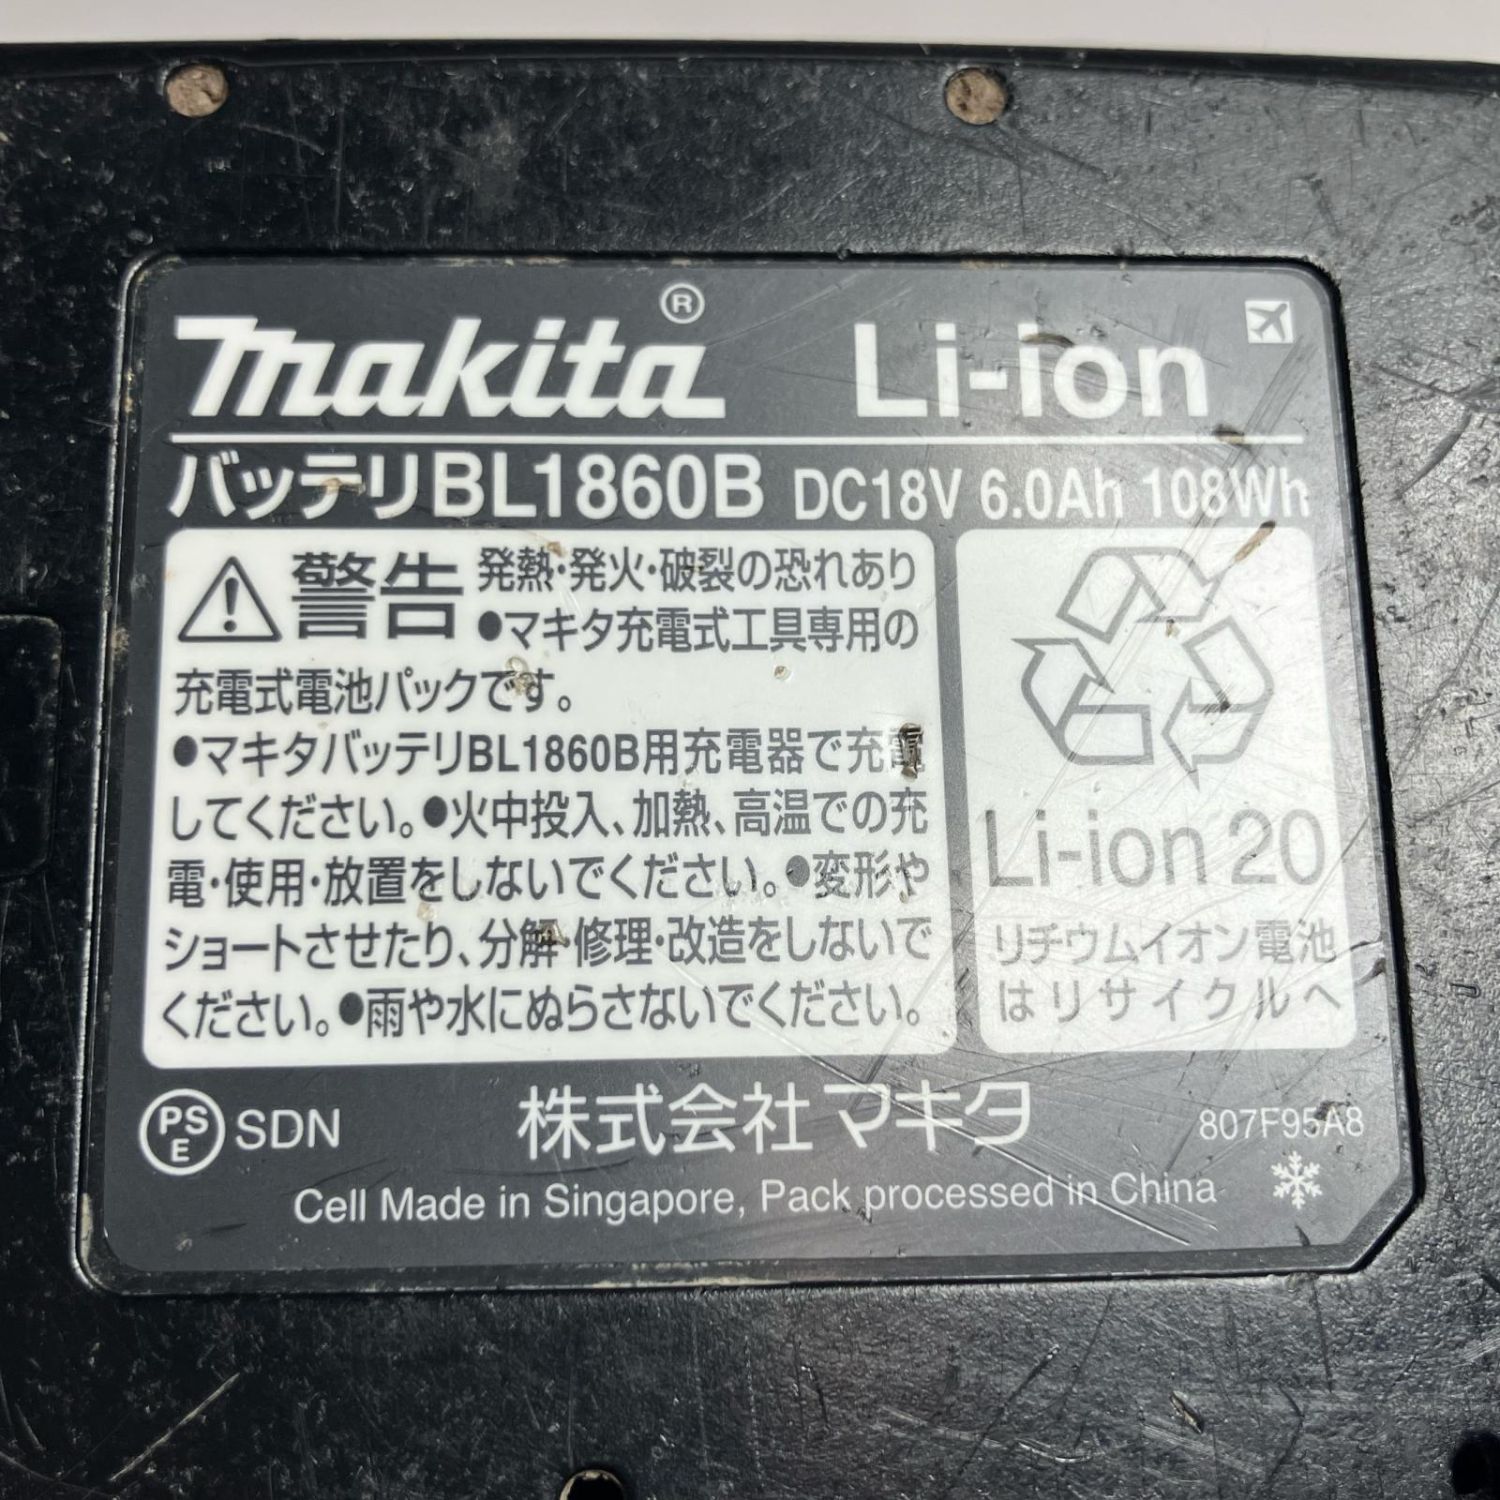 makita® Li-ion
バッテリBL1860B DC18V 6.0Ah 108Wh
警告 発熱・発火・破裂の恐れあり
●マキタ充電式工具専用の
充電式電池パックです。
●マキタバッテリBL1860B用充電器で充電
してください。●火中投入、加熱、高温での充
電・使用・放置をしないでください。●変形や
ショートさせたり、分解・修理・改造をしないで
ください。●雨や水にぬらさないでください。
Li-ion 20
リチウムイオン電池
はリサイクルへ
PS
E
SDN
株式会社マキタ
807F95A8
Cell Made in Singapore, Pack processed in China